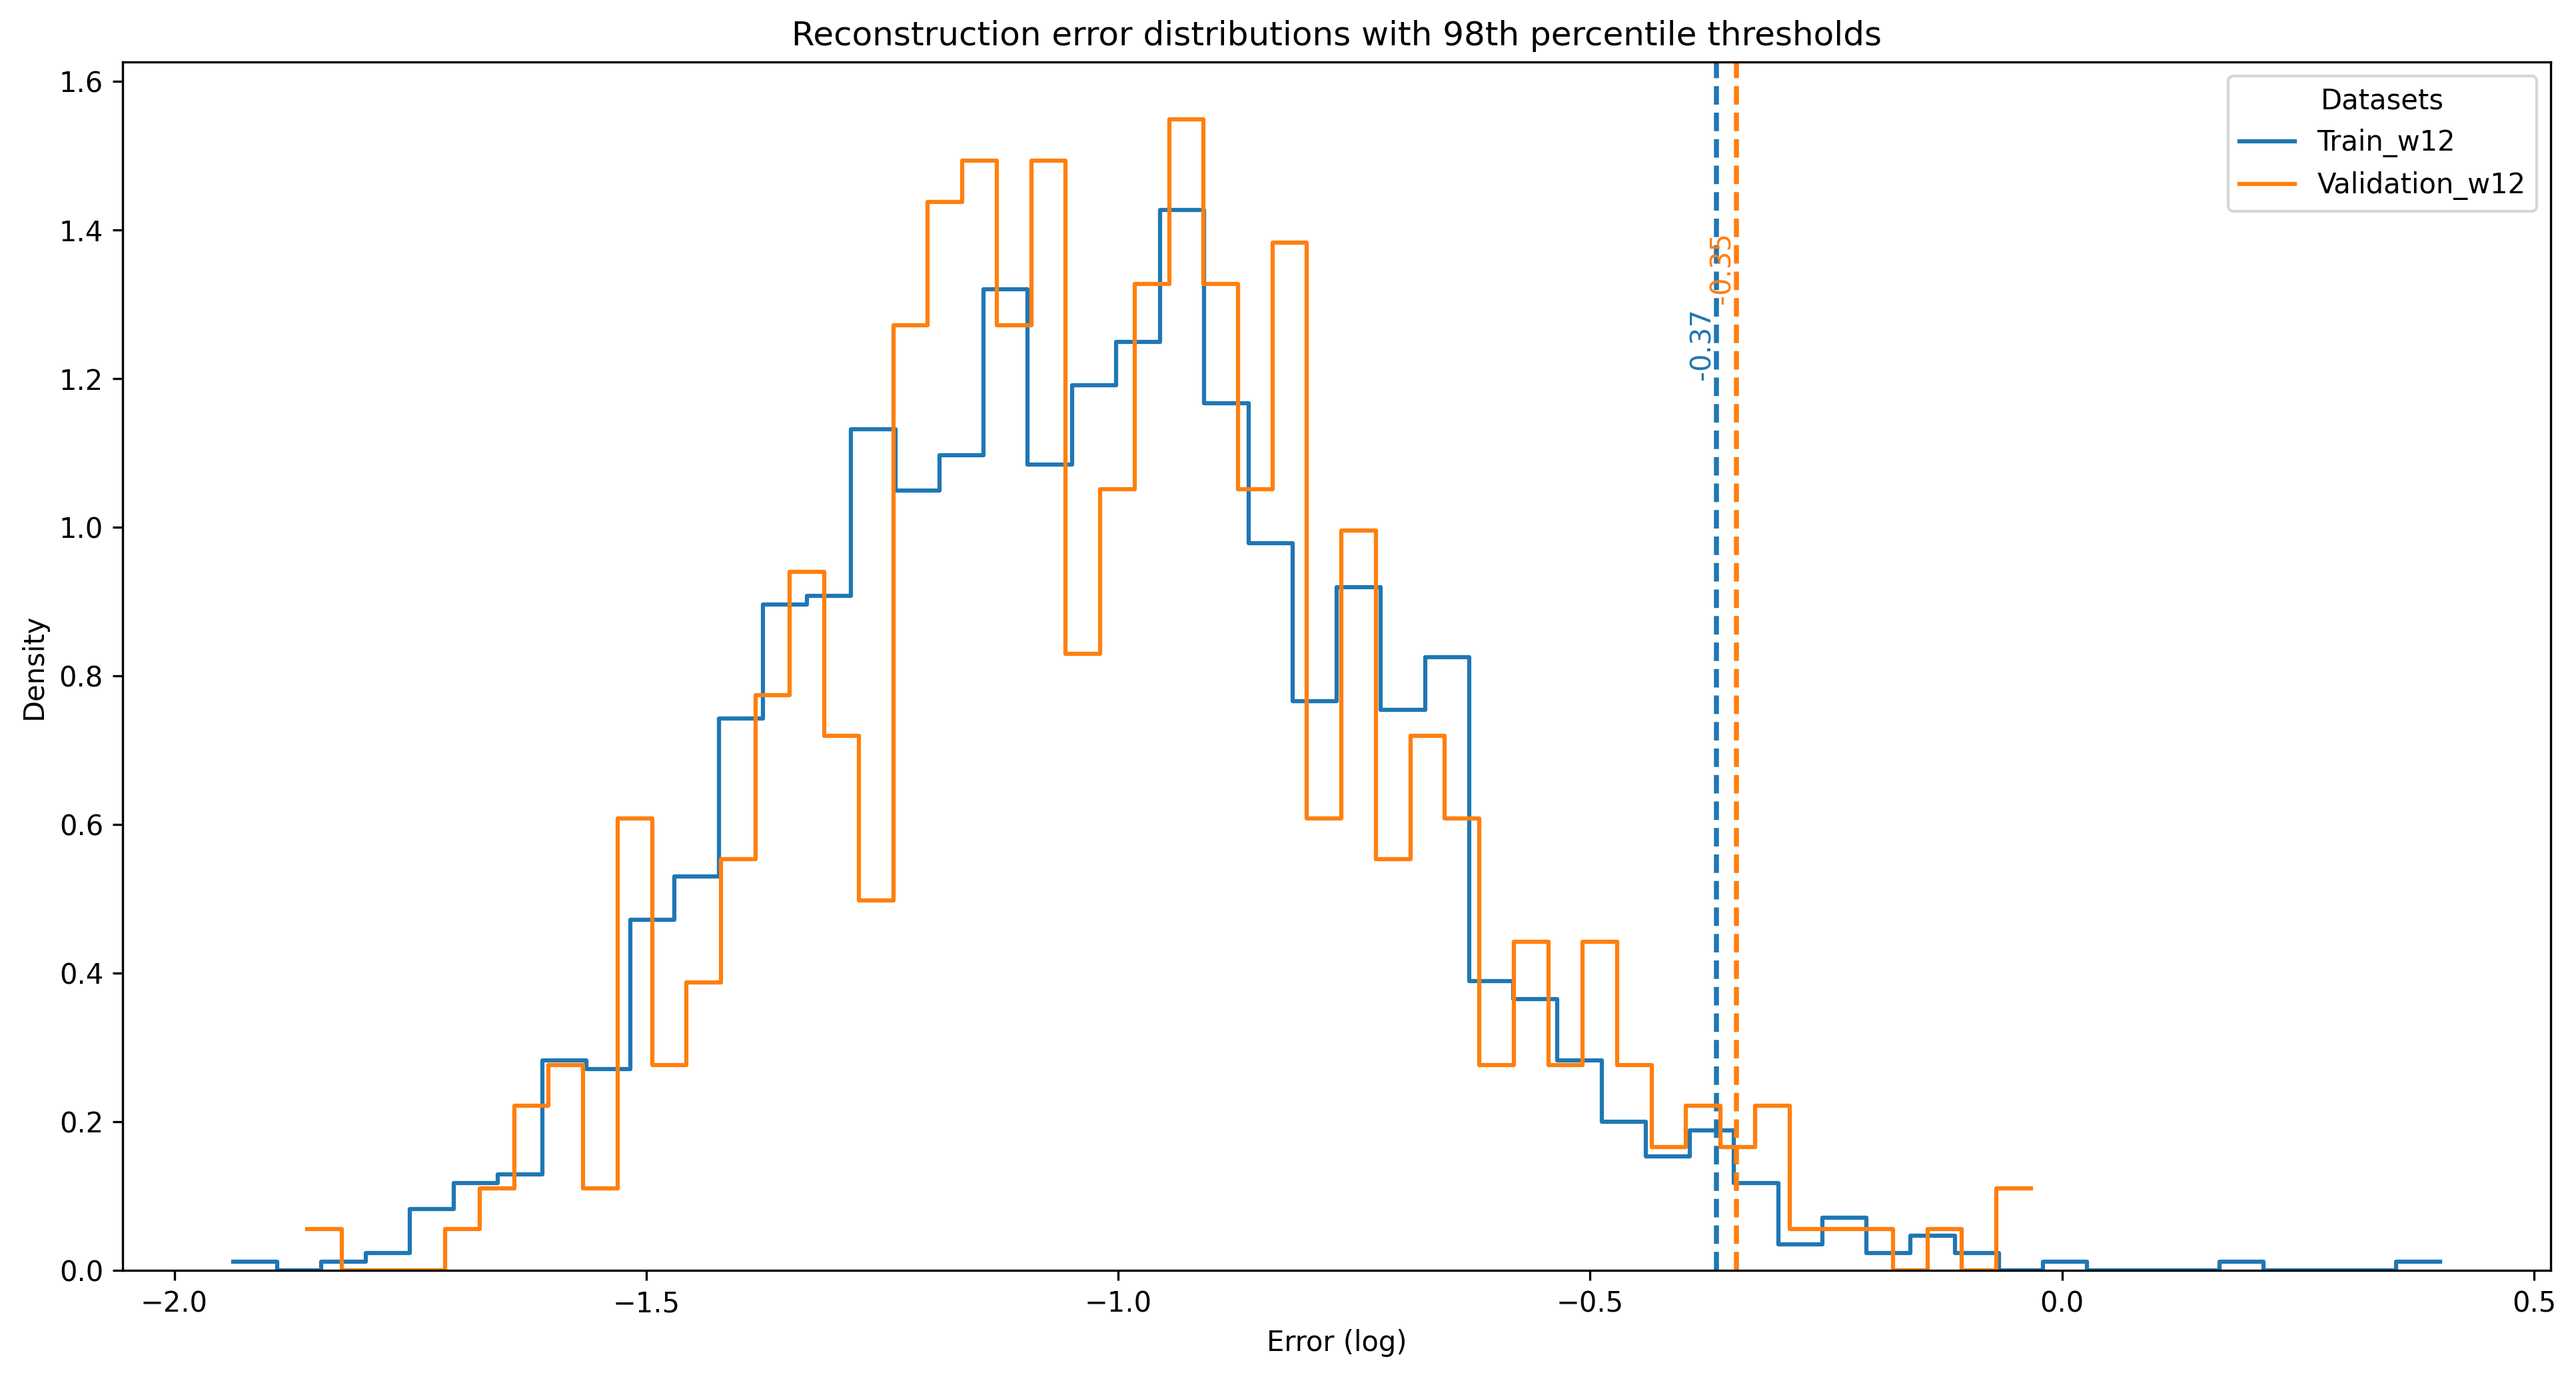 Reconstruction error distributions with 98th percentile thresholds
Datasets
Train_w12
Validation_w12
-0.35
-0.37
Density
1.6
1.4
1.2
1.0
0.8
0.6
0.4
0.2
0.0
−2.0
−1.5
−1.0
−0.5
0.0
0.5
Error (log)